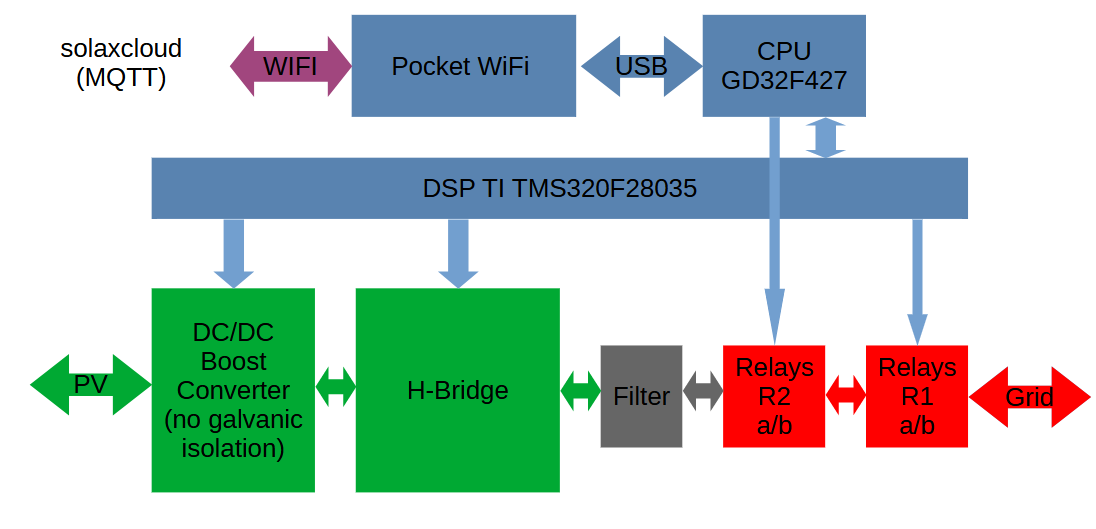 solaxcloud
(MQTT)
WIFI
Pocket WiFi
USB
CPU
GD32F427
DSP TI TMS320F28035
PV
DC/DC
Boost
Converter
(no galvanic
isolation)
H-Bridge
Filter
Relays
R2
a/b
Relays
R1
a/b
Grid